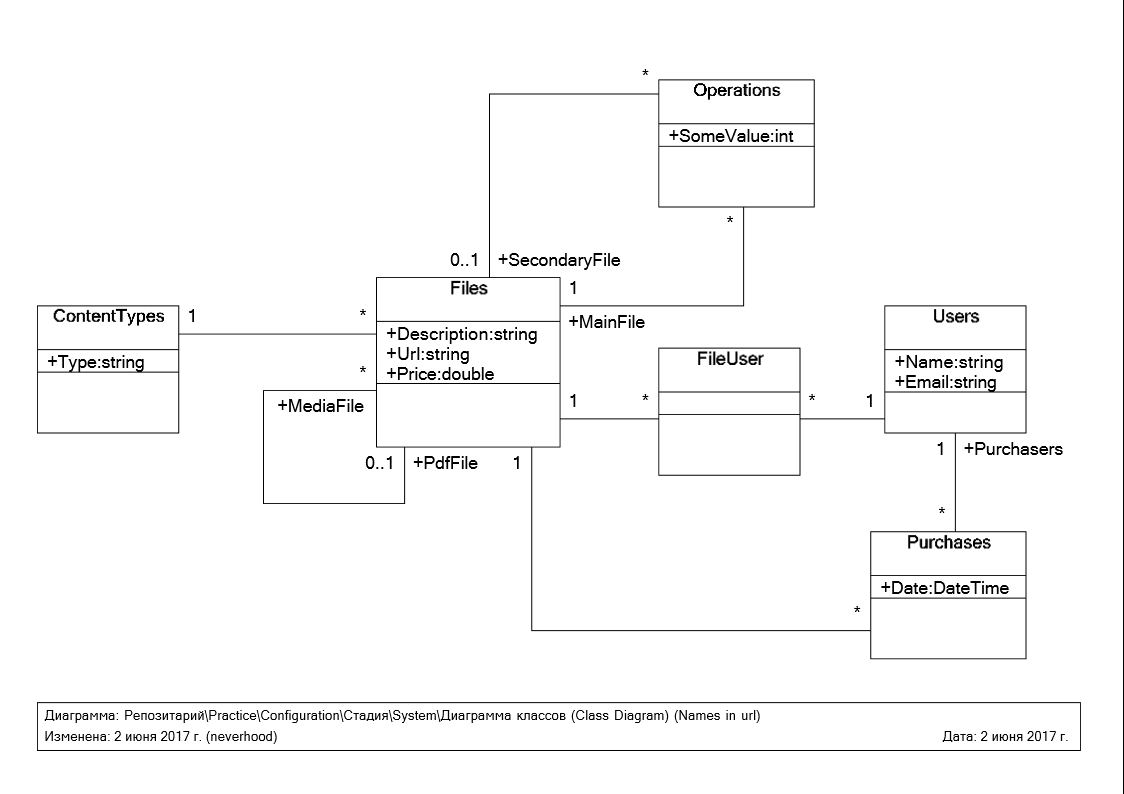 *
Operations
+SomeValue:int
*
0..1 +SecondaryFile
Files
1
+MainFile
ContentTypes
+Type:string
1
*
+Description:string
+Url:string
+Price:double
*
+MediaFile
0..1 +PdfFile
1
1
*
FileUser
*
1
Users
+Name:string
+Email:string
1 +Purchasers
*
Purchases
+Date:DateTime
*
Диаграмма: Репозитарий\Practice\Configuration\Стадия\System\Диаграмма классов (Class Diagram) (Names in url)
Изменена: 2 июня 2017 г. (neverhood)
Дата: 2 июня 2017 г.